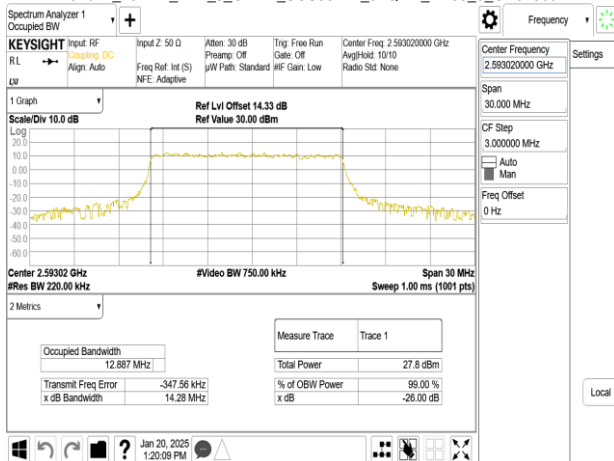 Spectrum Analyzer 1
Occupied BW
Frequency
KEYSIGHT
RL
LXI
Input: RF
Coupling: DC
Align: Auto
Input Z: 50 Ω
Freq Ref: Int (S)
NFE: Adaptive
Atten: 30 dB
Preamp: Off
µW Path: Standard
Trig: Free Run
Gate: Off
#IF Gain: Low
Center Freq: 2.593020000 GHz
Avg|Hold: 10/10
Radio Std: None
Center Frequency
2.593020000 GHz
Settings
Span
30.000 MHz
CF Step
3.000000 MHz
Auto
Man
Freq Offset
0 Hz
Local
1 Graph
Scale/Div 10.0 dB
Ref Lvl Offset 14.33 dB
Ref Value 30.00 dBm
Log
20.0
10.0
0.00
-10.0
-20.0
-30.0
-40.0
-50.0
-60.0
Center 2.59302 GHz
#Res BW 220.00 kHz
#Video BW 750.00 kHz
Span 30 MHz
Sweep 1.00 ms (1001 pts)
2 Metrics
Measure Trace Trace 1
Occupied Bandwidth
12.887 MHz
Total Power 27.8 dBm
Transmit Freq Error -347.56 kHz
% of OBW Power 99.00 %
x dB Bandwidth 14.28 MHz
x dB -26.00 dB
Jan 20, 2025
1:20:09 PM